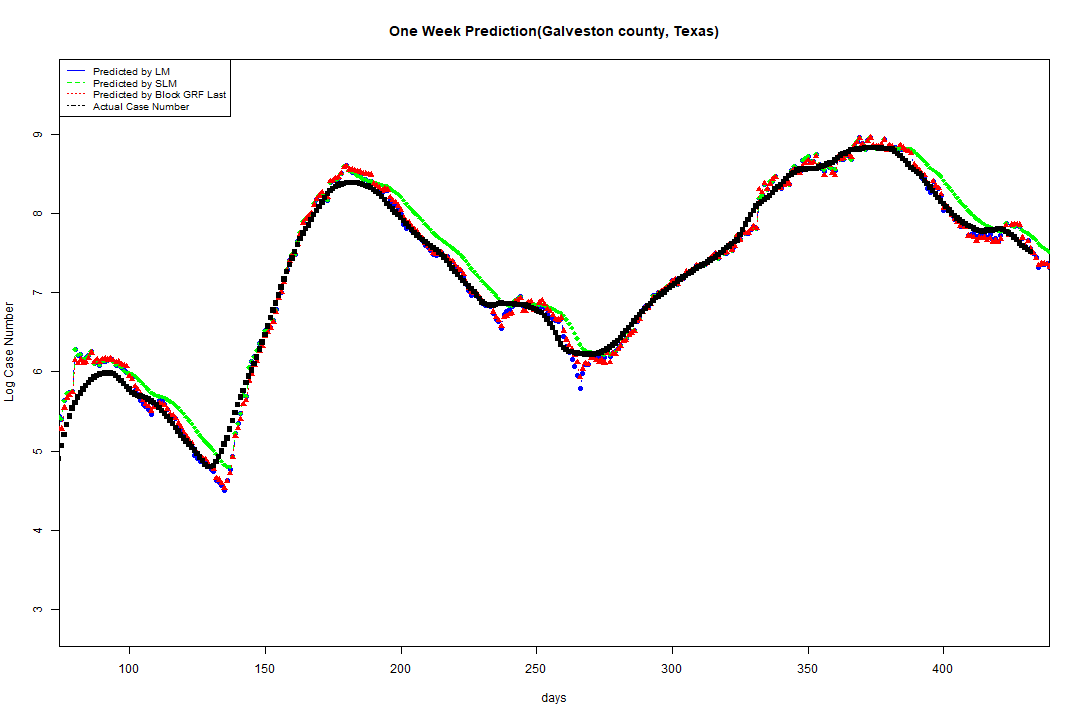 One Week Prediction(Galveston county, Texas)
Predicted by LM
Predicted by SLM
Predicted by Block GRF Last
Actual Case Number
Log Case Number
9
8
7
6
5
4
3
100 150 200 250 300 350 400
days